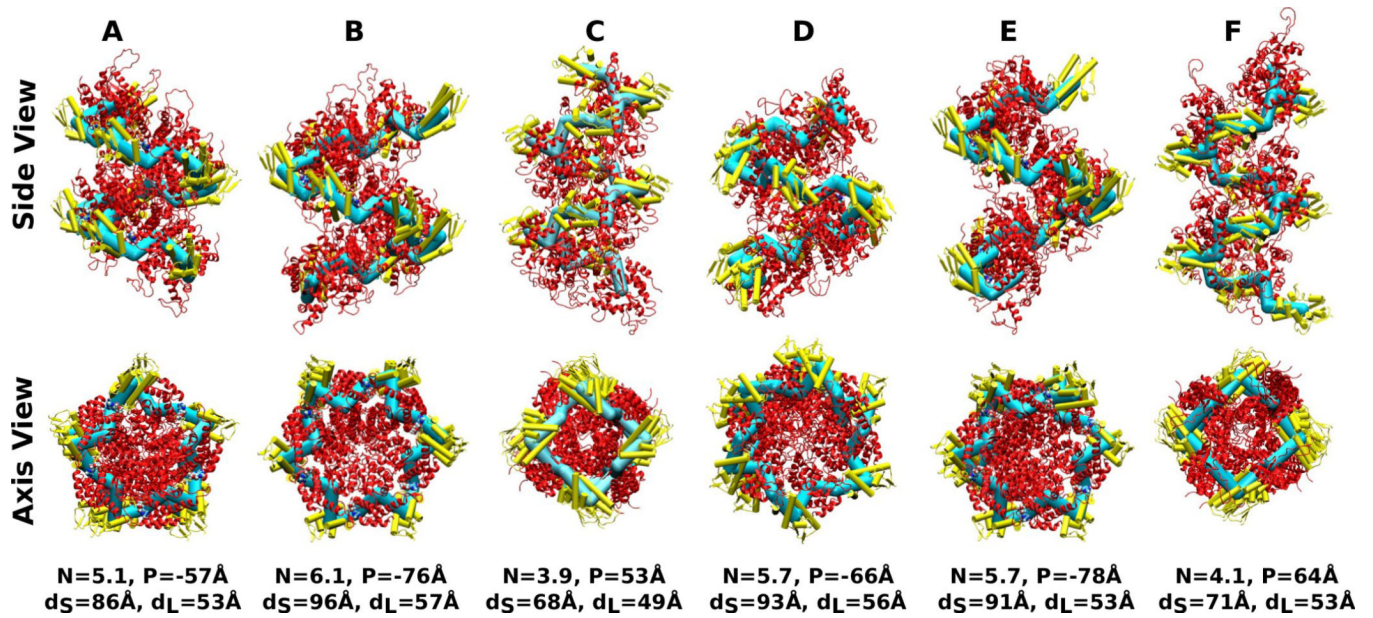 A B C D E F
Side View
Axis View
N=5.1, P=-57Å N=6.1, P=-76Å N=3.9, P=53Å N=5.7, P=-66Å N=5.7, P=-78Å N=4.1, P=64Å
dS=86Å, dL=53Å dS=96Å, dL=57Å dS=68Å, dL=49Å dS=93Å, dL=56Å dS=91Å, dL=53Å dS=71Å, dL=53Å